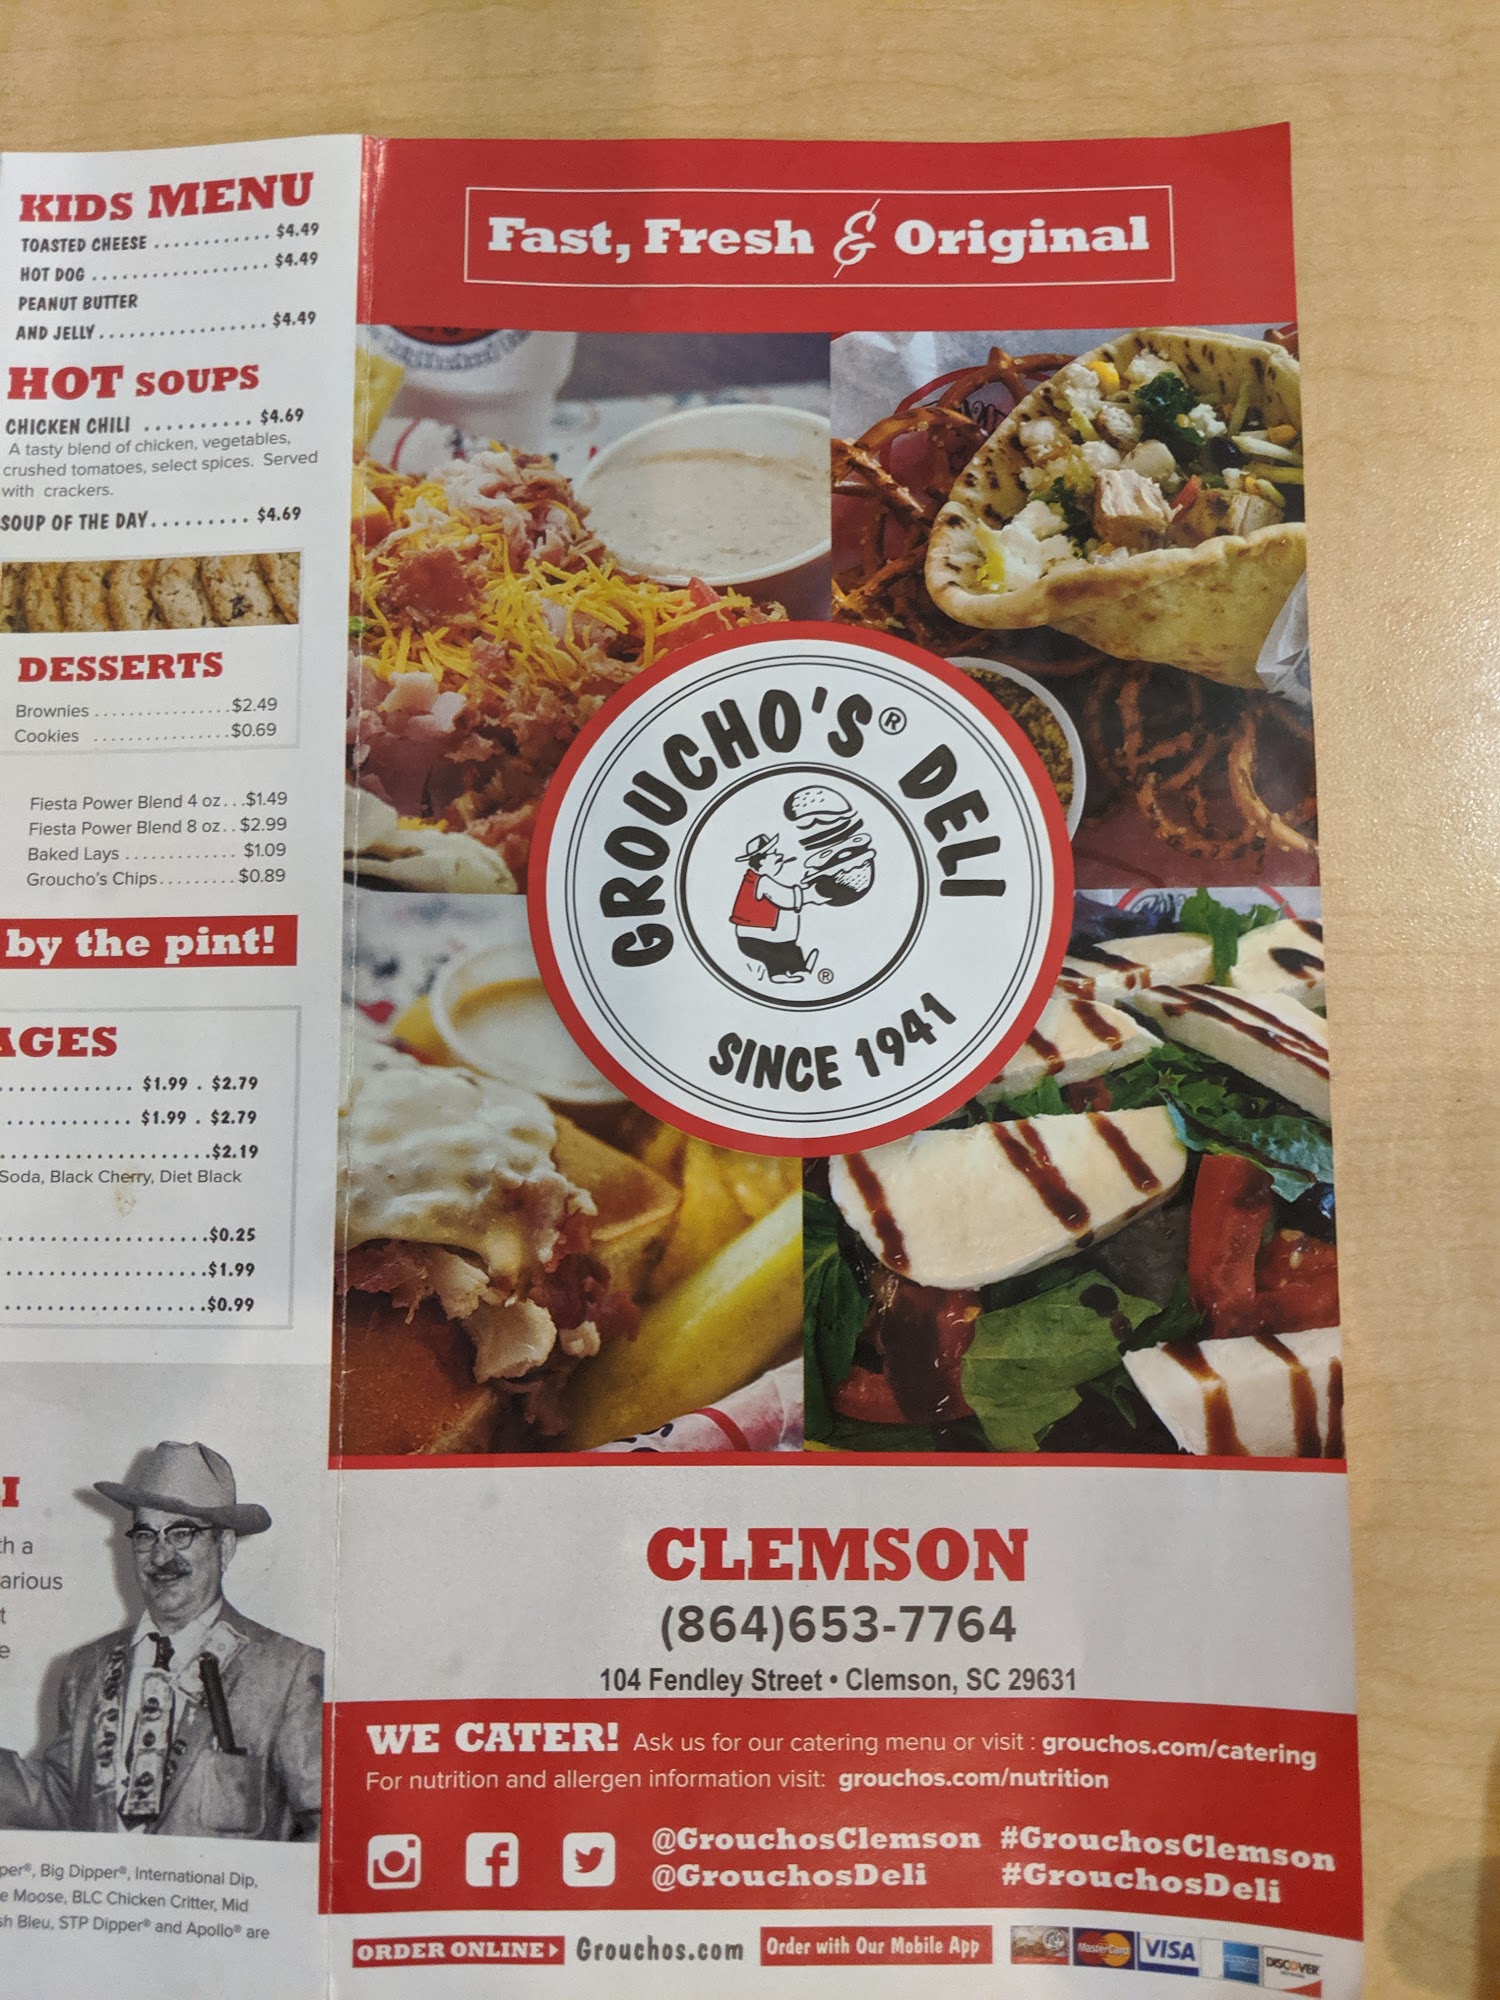 KIDS MENU
TOASTED CHEESE ............ $4.49
HOT DOG .................. $4.49
PEANUT BUTTER
AND JELLY ................. $4.49
HOT SOUPS
CHICKEN CHILI .......... $4.69
A tasty blend of chicken, vegetables,
crushed tomatoes, select spices. Served
with crackers.
SOUP OF THE DAY ......... $4.69
DESSERTS
Brownies ................ $2.49
Cookies ................ $0.69
Fiesta Power Blend 4 oz... $1.49
Fiesta Power Blend 8 oz.. $2.99
Baked Lays ............. $1.09
Groucho's Chips ......... $0.89
by the pint!
AGES
............. $1.99 . $2.79
............. $1.99 . $2.79
.....................$2.19
Soda, Black Cherry, Diet Black
.....................$0.25
.....................$1.99
.....................$0.99
I
th a
arious
t
e
per®, Big Dipper®, International Dip,
e Moose, BLC Chicken Critter, Mid
sh Bleu, STP Dipper® and Apollo® are
Fast, Fresh & Original
GROUCHO'S® DELI
®
SINCE 1941
CLEMSON
(864)653-7764
104 Fendley Street • Clemson, SC 29631
WE CATER! Ask us for our catering menu or visit : grouchos.com/catering
For nutrition and allergen information visit: grouchos.com/nutrition
@GrouchosClemson #GrouchosClemson
@GrouchosDeli #GrouchosDeli
ORDER ONLINE Grouchos.com Order with Our Mobile App MasterCard VISA DISCOVER